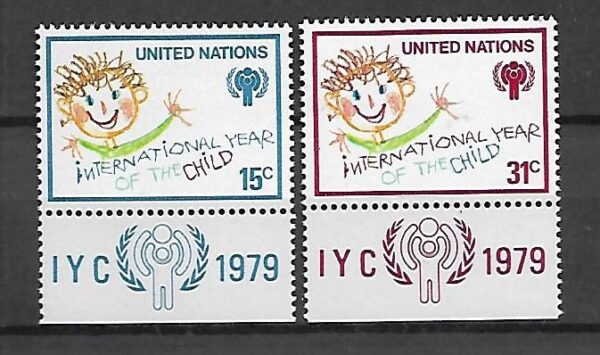 UNITED NATIONS
iNTERNATIONAL YEAR
OF THE CHILD
15c
IYC 1979
UNITED NATIONS
iNTERNATIONAL YEAR
OF THE CHILD
31c
IYC 1979